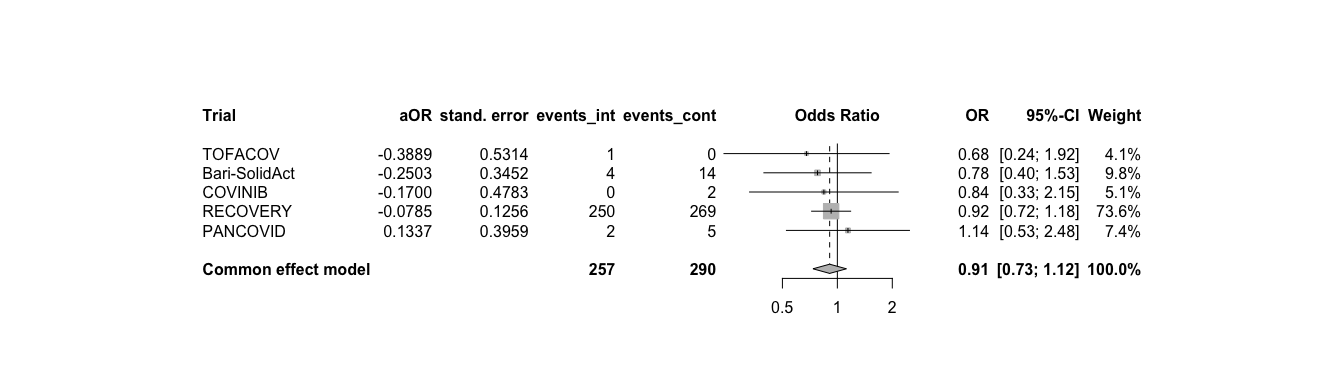 Trial aOR stand. error events_int events_cont Odds Ratio OR 95%-CI Weight
TOFACOV -0.3889 0.5314 1 0 0.68 [0.24; 1.92] 4.1%
Bari-SolidAct -0.2503 0.3452 4 14 0.78 [0.40; 1.53] 9.8%
COVINIB -0.1700 0.4783 0 2 0.84 [0.33; 2.15] 5.1%
RECOVERY -0.0785 0.1256 250 269 0.92 [0.72; 1.18] 73.6%
PANCOVID 0.1337 0.3959 2 5 1.14 [0.53; 2.48] 7.4%
Common effect model 257 290 0.91 [0.73; 1.12] 100.0%
0.5 1 2